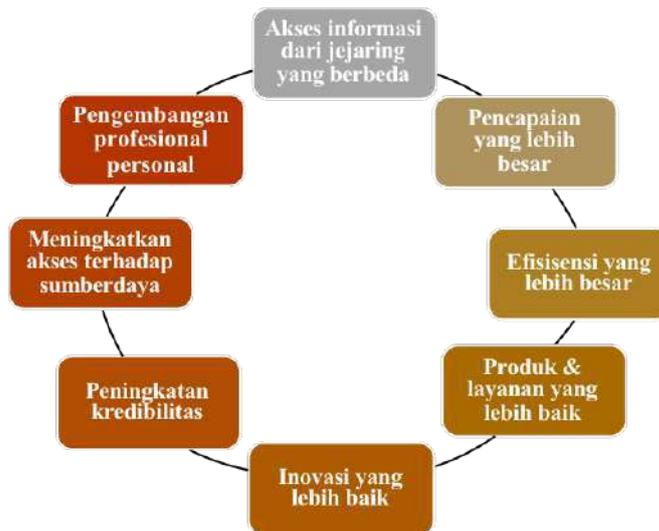 Akses informasi
dari jejaring
yang berbeda
Pencapaian
yang lebih
besar
Efisisensi yang
lebih besar
Produk &
layanan yang
lebih baik
Inovasi yang
lebih baik
Peningkatan
kredibilitas
Meningkatkan
akses terhadap
sumberdaya
Pengembangan
profesional
personal